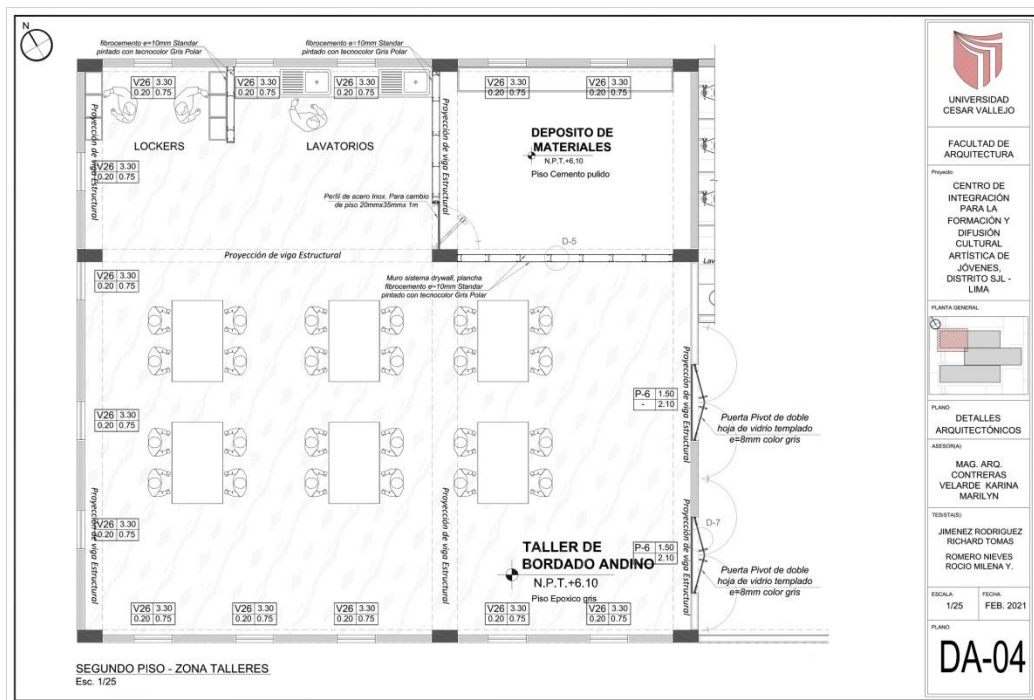 N
fibrocemento e=10mm Standar
pintado con tecnocolor Gris Polar
fibrocemento e=10mm Standar
pintado con tecnocolor Gris Polar
V26 3.30
0.20 0.75
V26 3.30
0.20 0.75
V26 3.30
0.20 0.75
V26 3.30
0.20 0.75
V26 3.30
0.20 0.75
Proyección de viga Estructural
Proyección de viga Estructural
LOCKERS
LAVATORIOS
DEPOSITO DE
MATERIALES
N.P.T.+6,10
Piso Cemento pulido
V26 3.30
0.20 0.75
Perfil de acero Inox. Para cambio
de piso 20mmx35mmx 1m
D-5
Proyección de viga Estructural
Lav
V26 3.30
0.20 0.75
Muro sistema drywall, plancha
fibrocemento e=10mm Standar
pintado con tecnocolor Gris Polar
Proyección de viga Estructural
P-6 1.50
- 2.10
Puerta Pivot de doble
hoja de vidrio templado
e=8mm color gris
V26 3.30
0.20 0.75
Proyección de viga Estructural
Proyección de viga Estructural
Proyección de viga Estructural
D-7
V26 3.30
0.20 0.75
TALLER DE
BORDADO ANDINO
N.P.T.+6.10
Piso Epoxico gris
P-6 1.50
2.10
Puerta Pivot de doble
hoja de vidrio templado
e=8mm color gris
V26 3.30
0.20 0.75
V26 3.30
0.20 0.75
V26 3.30
0.20 0.75
V26 3.30
0.20 0.75
V26 3.30
0.20 0.75
SEGUNDO PISO - ZONA TALLERES
Esc. 1/25
UNIVERSIDAD
CESAR VALLEJO
FACULTAD DE
ARQUITECTURA
Proyecto:
CENTRO DE
INTEGRACIÓN
PARA LA
FORMACIÓN Y
DIFUSIÓN
CULTURAL
ARTÍSTICA DE
JÓVENES,
DISTRITO SJL -
LIMA
PLANTA GENERAL
PLANO
DETALLES
ARQUITECTÓNICOS
ASESOR(A):
MAG. ARQ.
CONTRERAS
VELARDE KARINA
MARILYN
TESISTA(S):
JIMENEZ RODRIGUEZ
RICHARD TOMAS
ROMERO NIEVES
ROCIO MILENA Y.
ESCALA:
1/25
FECHA:
FEB. 2021
PLANO
DA-04